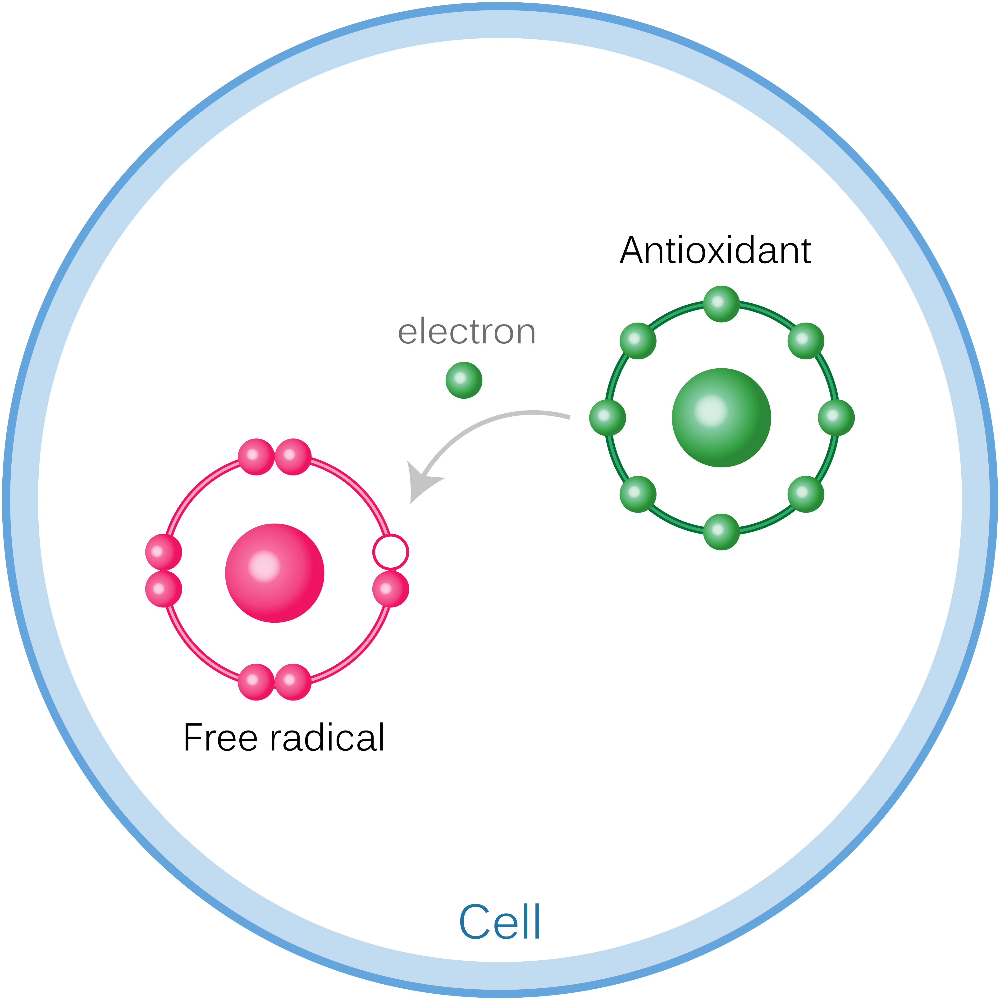 Antioxidant
electron
Free radical
Cell